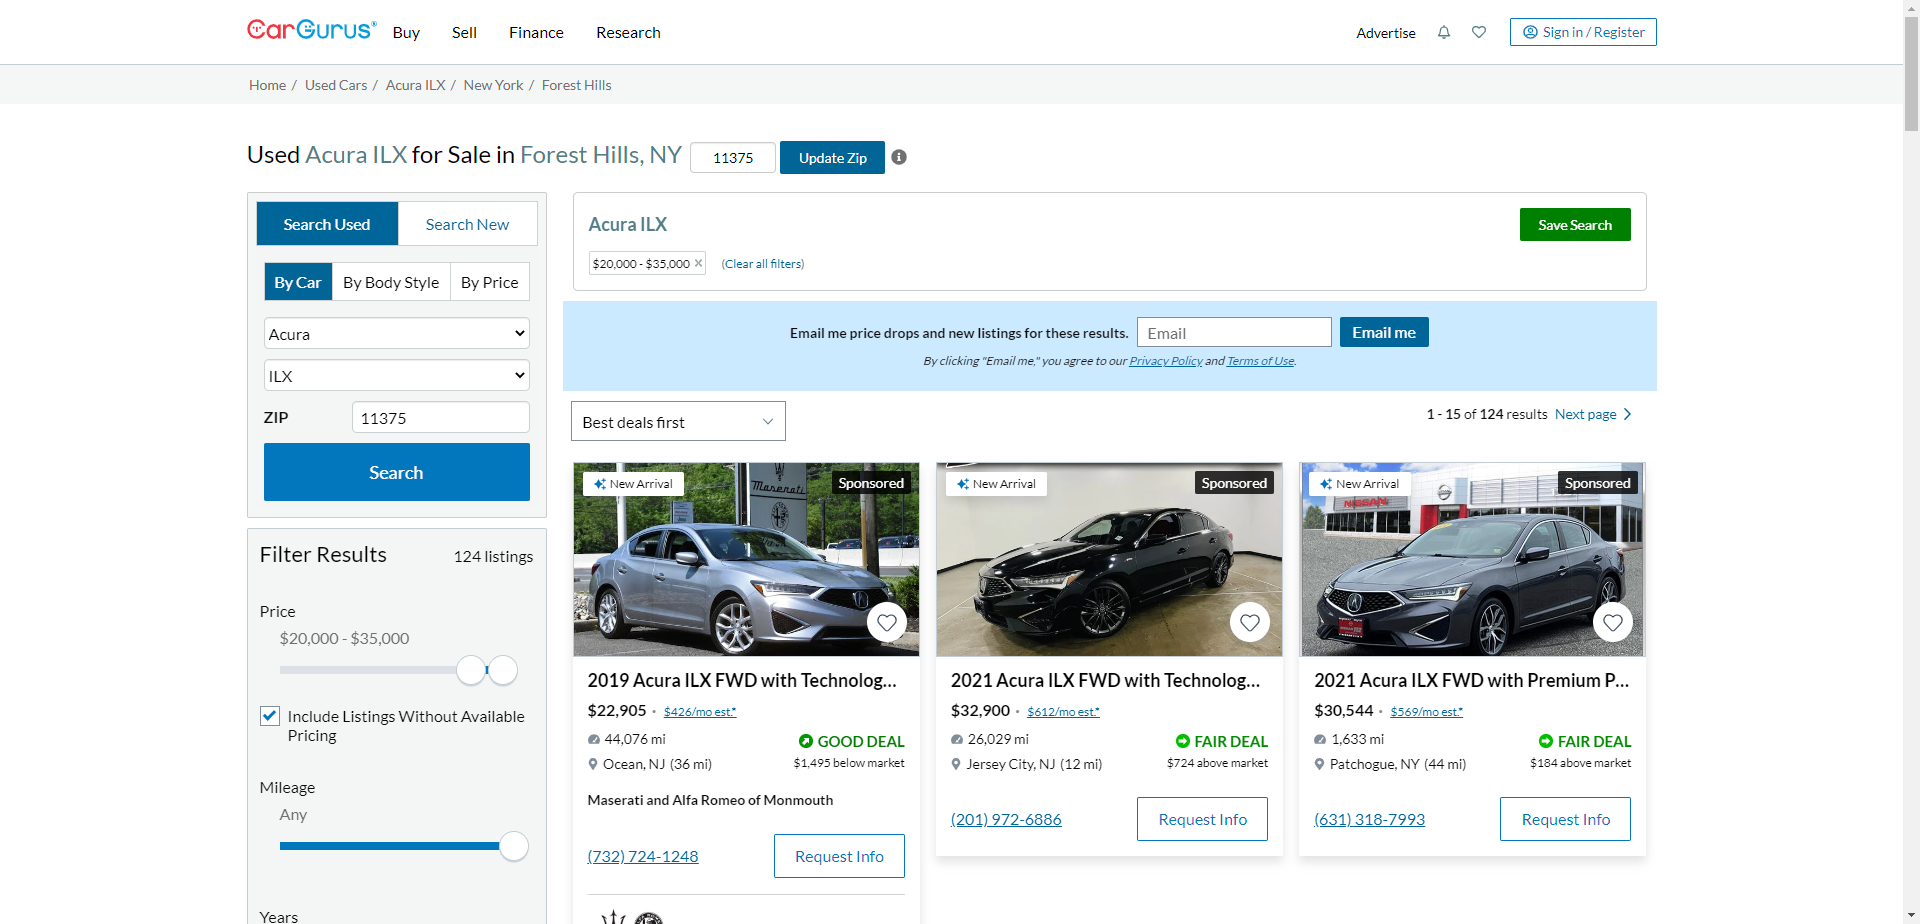 CarGurus
Buy
Sell
Finance
Research
Advertise
Sign in / Register
Home / Used Cars / Acura ILX / New York / Forest Hills
Used Acura ILX for Sale in Forest Hills, NY
11375
Update Zip
Search Used
Search New
By Car
By Body Style
By Price
Acura
ILX
ZIP
11375
Search
Filter Results
124 listings
Price
$20,000 - $35,000
Include Listings Without Available
Pricing
Mileage
Any
Years
Acura ILX
Save Search
$20,000 - $35,000
(Clear all filters)
Email me price drops and new listings for these results.
Email
Email me
By clicking "Email me," you agree to our Privacy Policy and Terms of Use.
Best deals first
1 - 15 of 124 results
Next page
New Arrival
Sponsored
Maserati
2019 Acura ILX FWD with Technolog...
$22,905 · $426/mo est.*
44,076 mi
GOOD DEAL
Ocean, NJ (36 mi)
$1,495 below market
Maserati and Alfa Romeo of Monmouth
(732) 724-1248
Request Info
New Arrival
Sponsored
2021 Acura ILX FWD with Technolog...
$32,900 · $612/mo est.*
26,029 mi
FAIR DEAL
Jersey City, NJ (12 mi)
$724 above market
(201) 972-6886
Request Info
New Arrival
Sponsored
NISSAN
2021 Acura ILX FWD with Premium P...
$30,544 · $569/mo est.*
1,633 mi
FAIR DEAL
Patchogue, NY (44 mi)
$184 above market
(631) 318-7993
Request Info